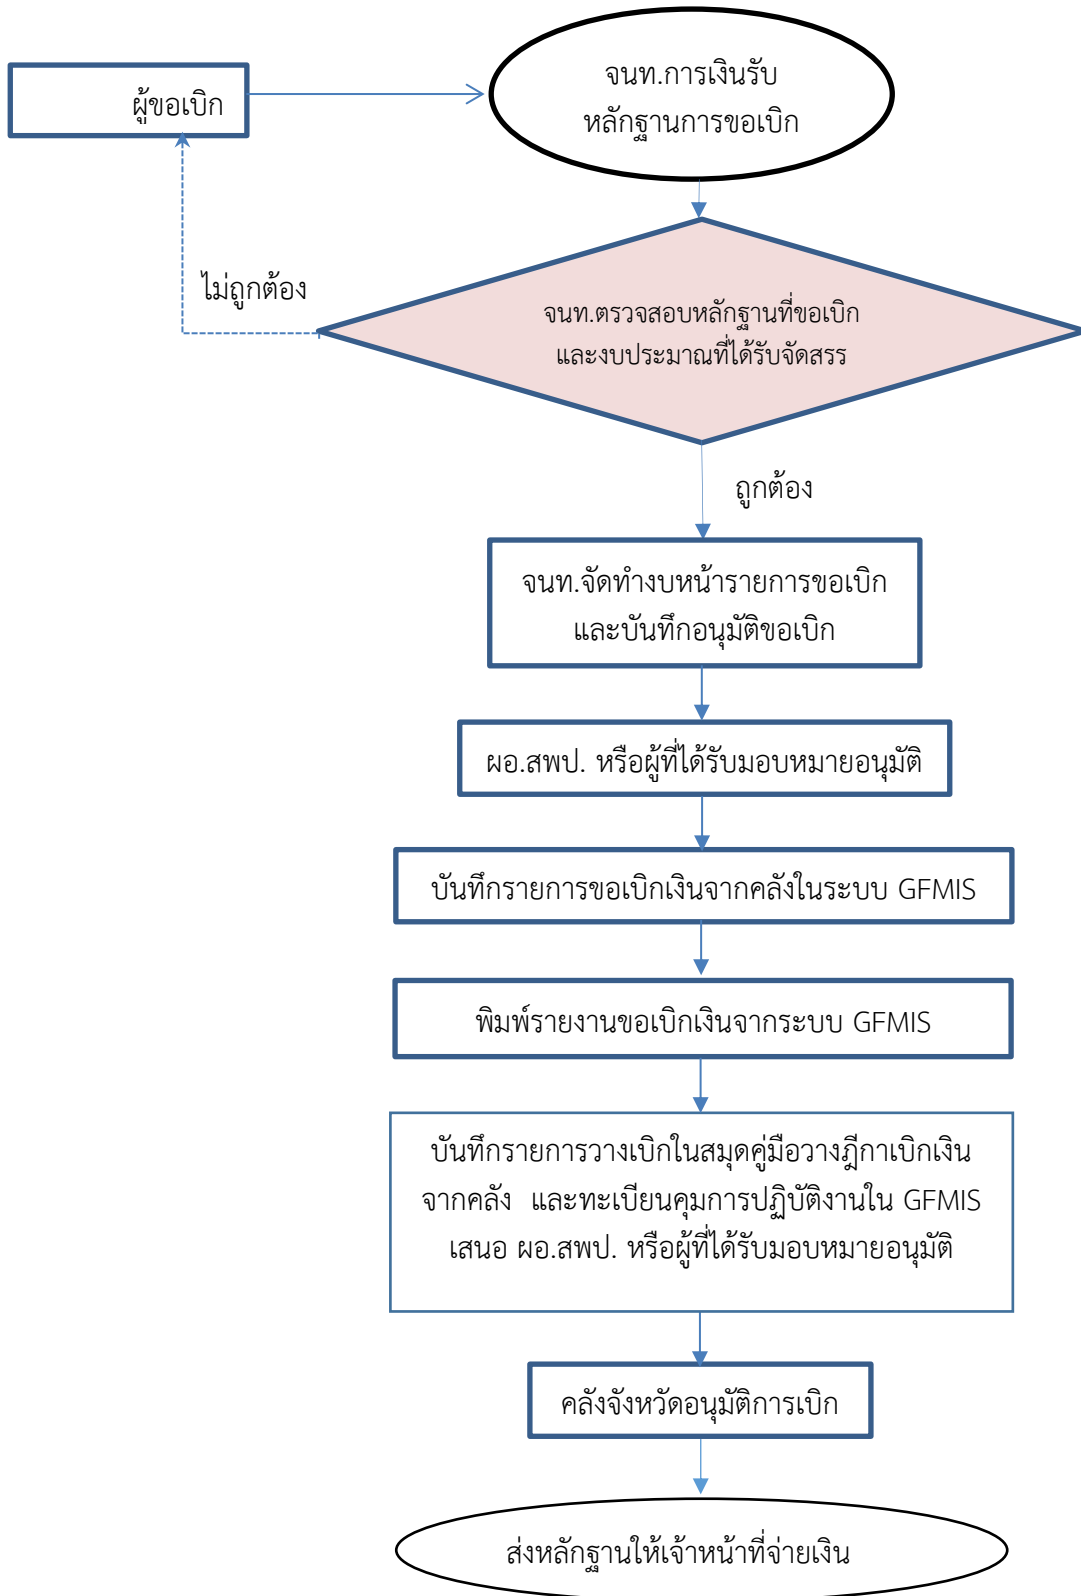 ผู้ขอเบิก
จนท.การเงินรับ
หลักฐานการขอเบิก
ไม่ถูกต้อง
จนท.ตรวจสอบหลักฐานที่ขอเบิก
และงบประมาณที่ได้รับจัดสรร
ถูกต้อง
จนท.จัดทำงบหน้ารายการขอเบิก
และบันทึกอนุมัติขอเบิก
ผอ.สพป. หรือผู้ที่ได้รับมอบหมายอนุมัติ
บันทึกรายการขอเบิกเงินจากคลังในระบบ GFMIS
พิมพ์รายงานขอเบิกเงินจากระบบ GFMIS
บันทึกรายการวางเบิกในสมุดคู่มือวางฎีกาเบิกเงิน
จากคลัง และทะเบียนคุมการปฏิบัติงานใน GFMIS
เสนอ ผอ.สพป. หรือผู้ที่ได้รับมอบหมายอนุมัติ
คลังจังหวัดอนุมัติการเบิก
ส่งหลักฐานให้เจ้าหน้าที่จ่ายเงิน